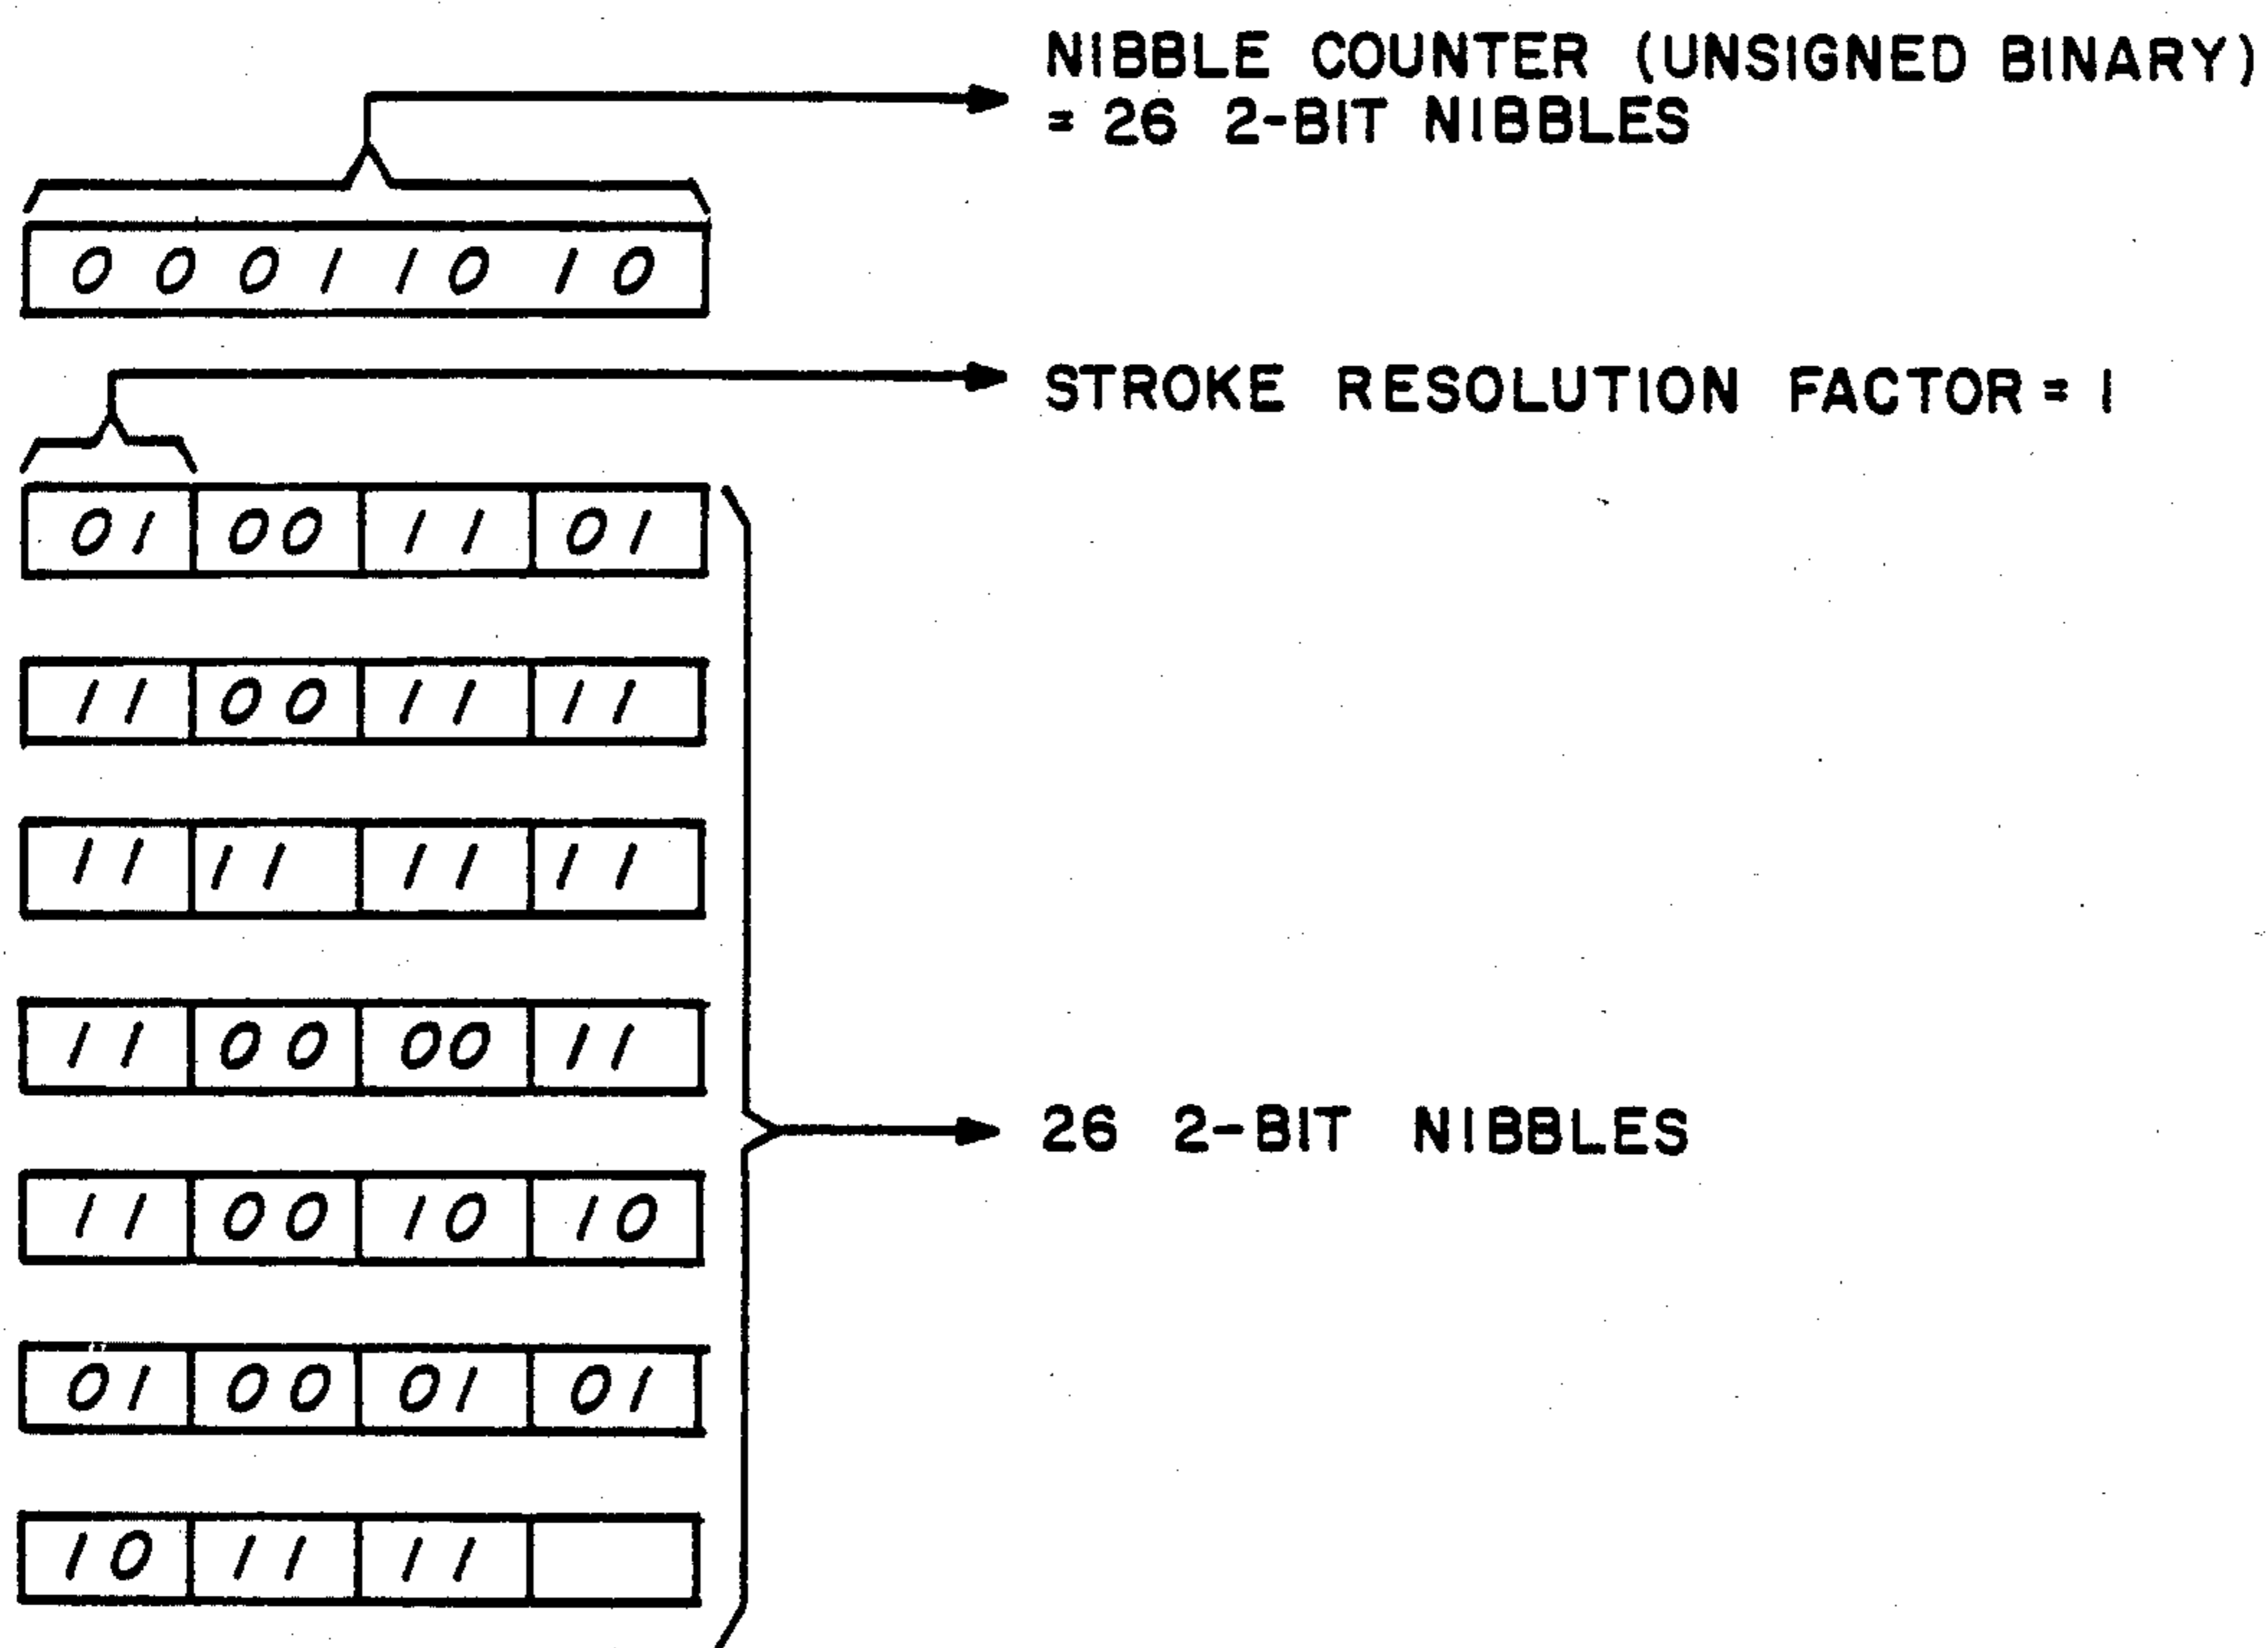 NIBBLE COUNTER (UNSIGNED BINARY)
= 26 2-BIT NIBBLES
0 0 0 1 1 0 1 0
STROKE RESOLUTION FACTOR = 1
01 00 11 01
11 00 11 11
11 11 11 11
11 00 00 11
26 2-BIT NIBBLES
11 00 10 10
01 00 01 01
10 11 11